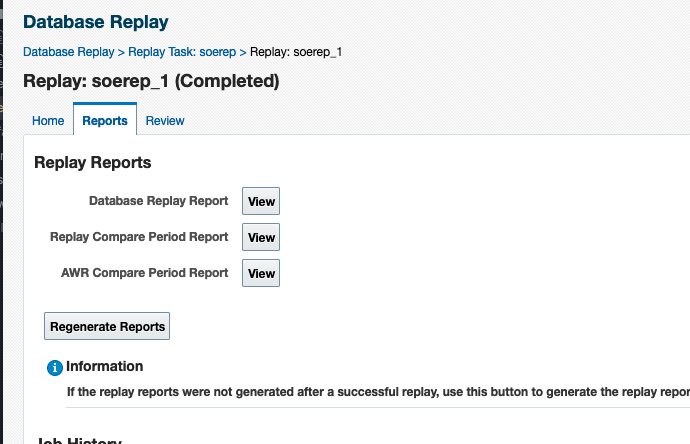 Database Replay
Database Replay > Replay Task: soerep > Replay: soerep_1
Replay: soerep_1 (Completed)
Home Reports Review
Replay Reports
Database Replay Report View
Replay Compare Period Report View
AWR Compare Period Report View
Regenerate Reports
Information
If the replay reports were not generated after a successful replay, use this button to generate the replay repor
Job History